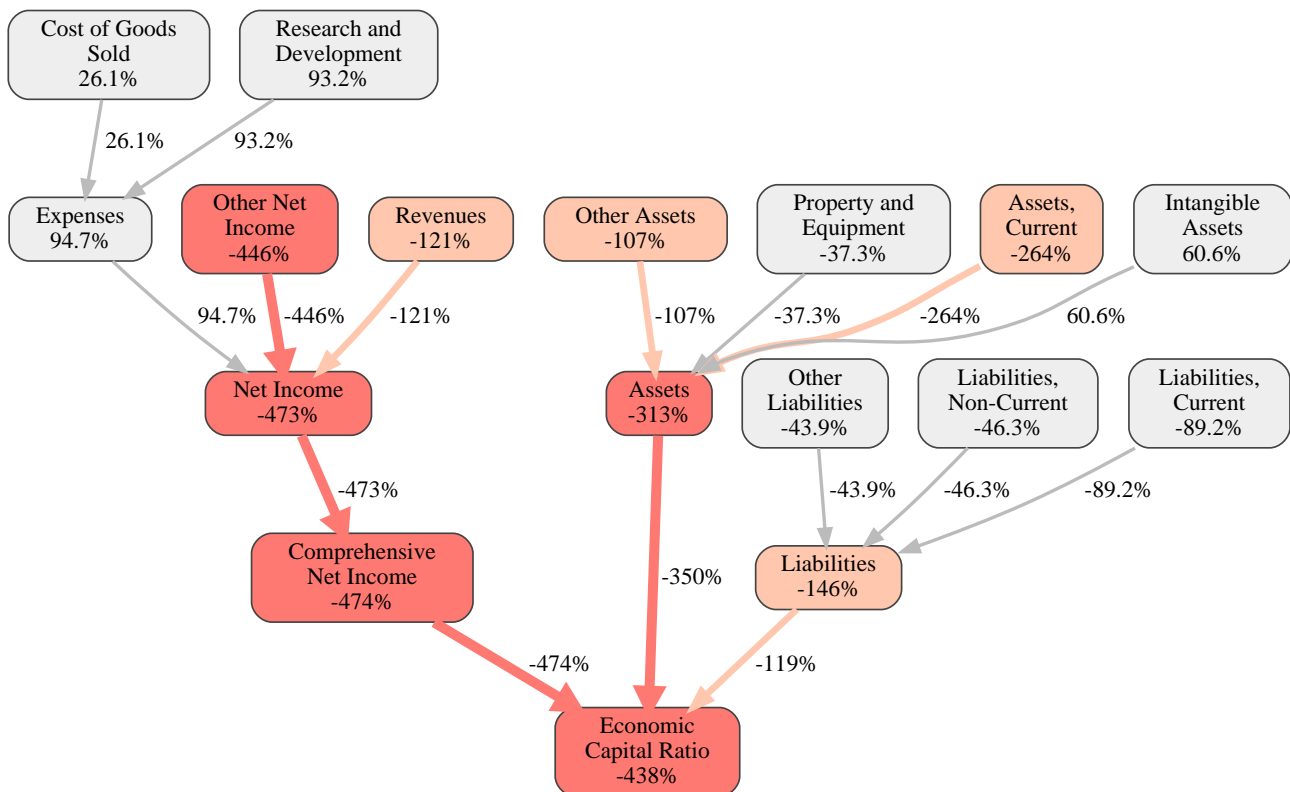 Cost of Goods
Sold
26.1%
Research and
Development
93.2%
26.1%
93.2%
Expenses
94.7%
Other Net
Income
-446%
Revenues
-121%
Other Assets
-107%
Property and
Equipment
-37.3%
Assets,
Current
-264%
Intangible
Assets
60.6%
94.7%
-446%
-121%
-107%
-37.3%
-264%
60.6%
Net Income
-473%
Assets
-313%
Other
Liabilities
-43.9%
Liabilities,
Non-Current
-46.3%
Liabilities,
Current
-89.2%
-473%
-43.9%
-46.3%
-89.2%
Comprehensive
Net Income
-474%
-350%
Liabilities
-146%
-474%
-119%
Economic
Capital Ratio
-438%